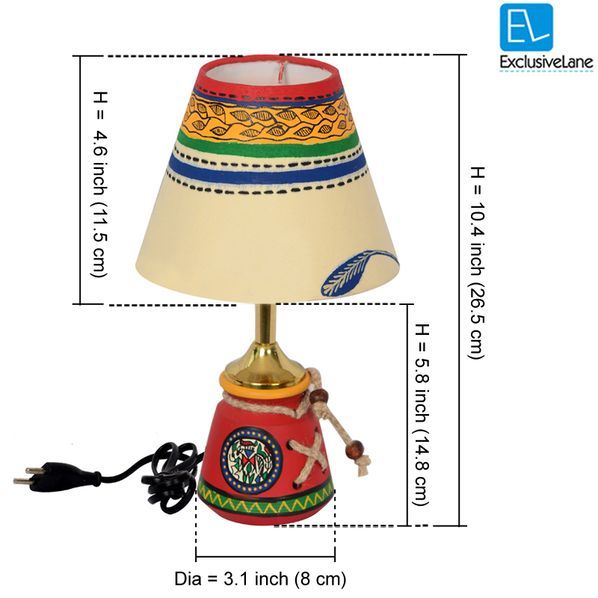 EL
ExclusiveLane
H = 4.6 inch (11.5 cm)
H = 10.4 inch (26.5 cm)
H = 5.8 inch (14.8 cm)
Dia = 3.1 inch (8 cm)